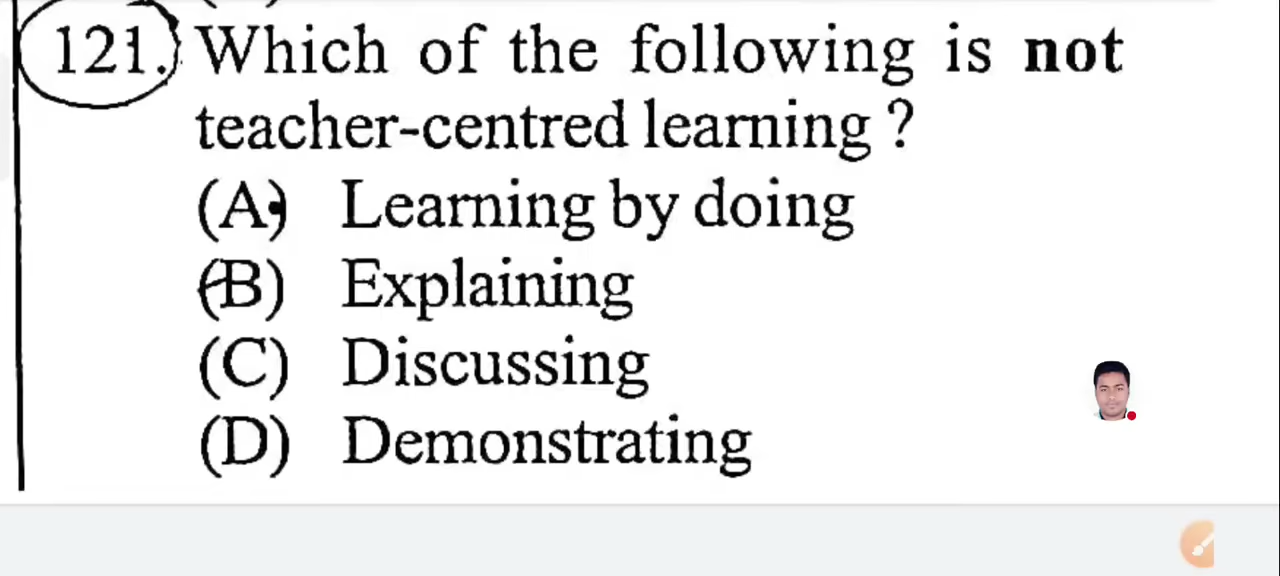 121. Which of the following is not
teacher-centred learning ?
(A) Learning by doing
(B) Explaining
(C) Discussing
(D) Demonstrating